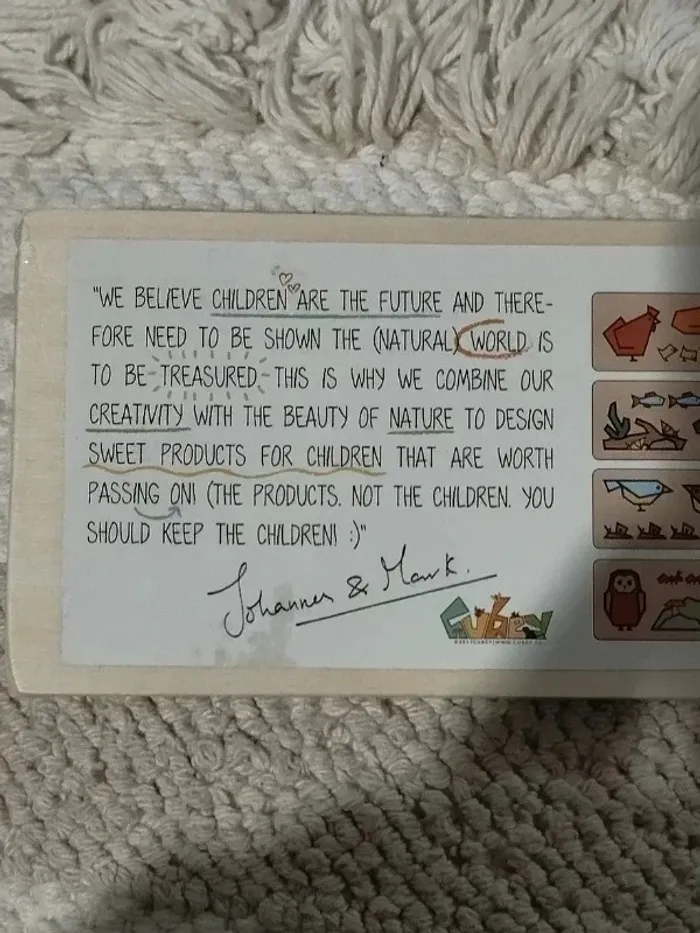 "WE BELIEVE CHILDREN ARE THE FUTURE AND THERE-
FORE NEED TO BE SHOWN THE (NATURAL) WORLD IS
TO BE TREASURED. THIS IS WHY WE COMBINE OUR
CREATIVITY WITH THE BEAUTY OF NATURE TO DESIGN
SWEET PRODUCTS FOR CHILDREN THAT ARE WORTH
PASSING ON! (THE PRODUCTS. NOT THE CHILDREN. YOU
SHOULD KEEP THE CHILDREN! :)"
Johannes & Mark.
CUBEY